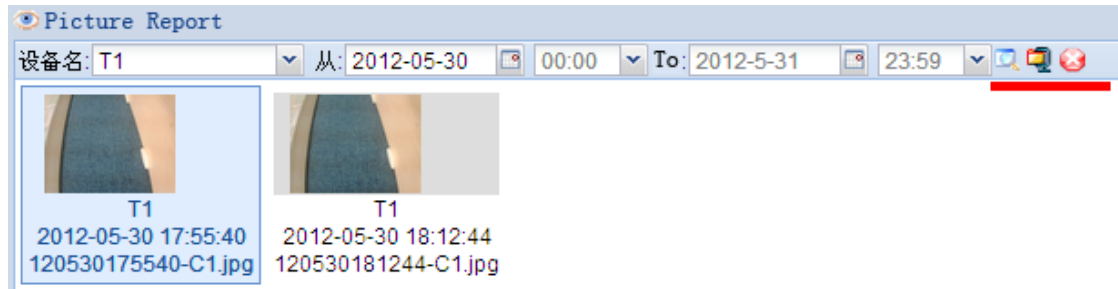 Picture Report
设备名: T1 从: 2012-05-30 00:00 To: 2012-5-31 23:59
T1 T1
2012-05-30 17:55:40 2012-05-30 18:12:44
120530175540-C1.jpg 120530181244-C1.jpg